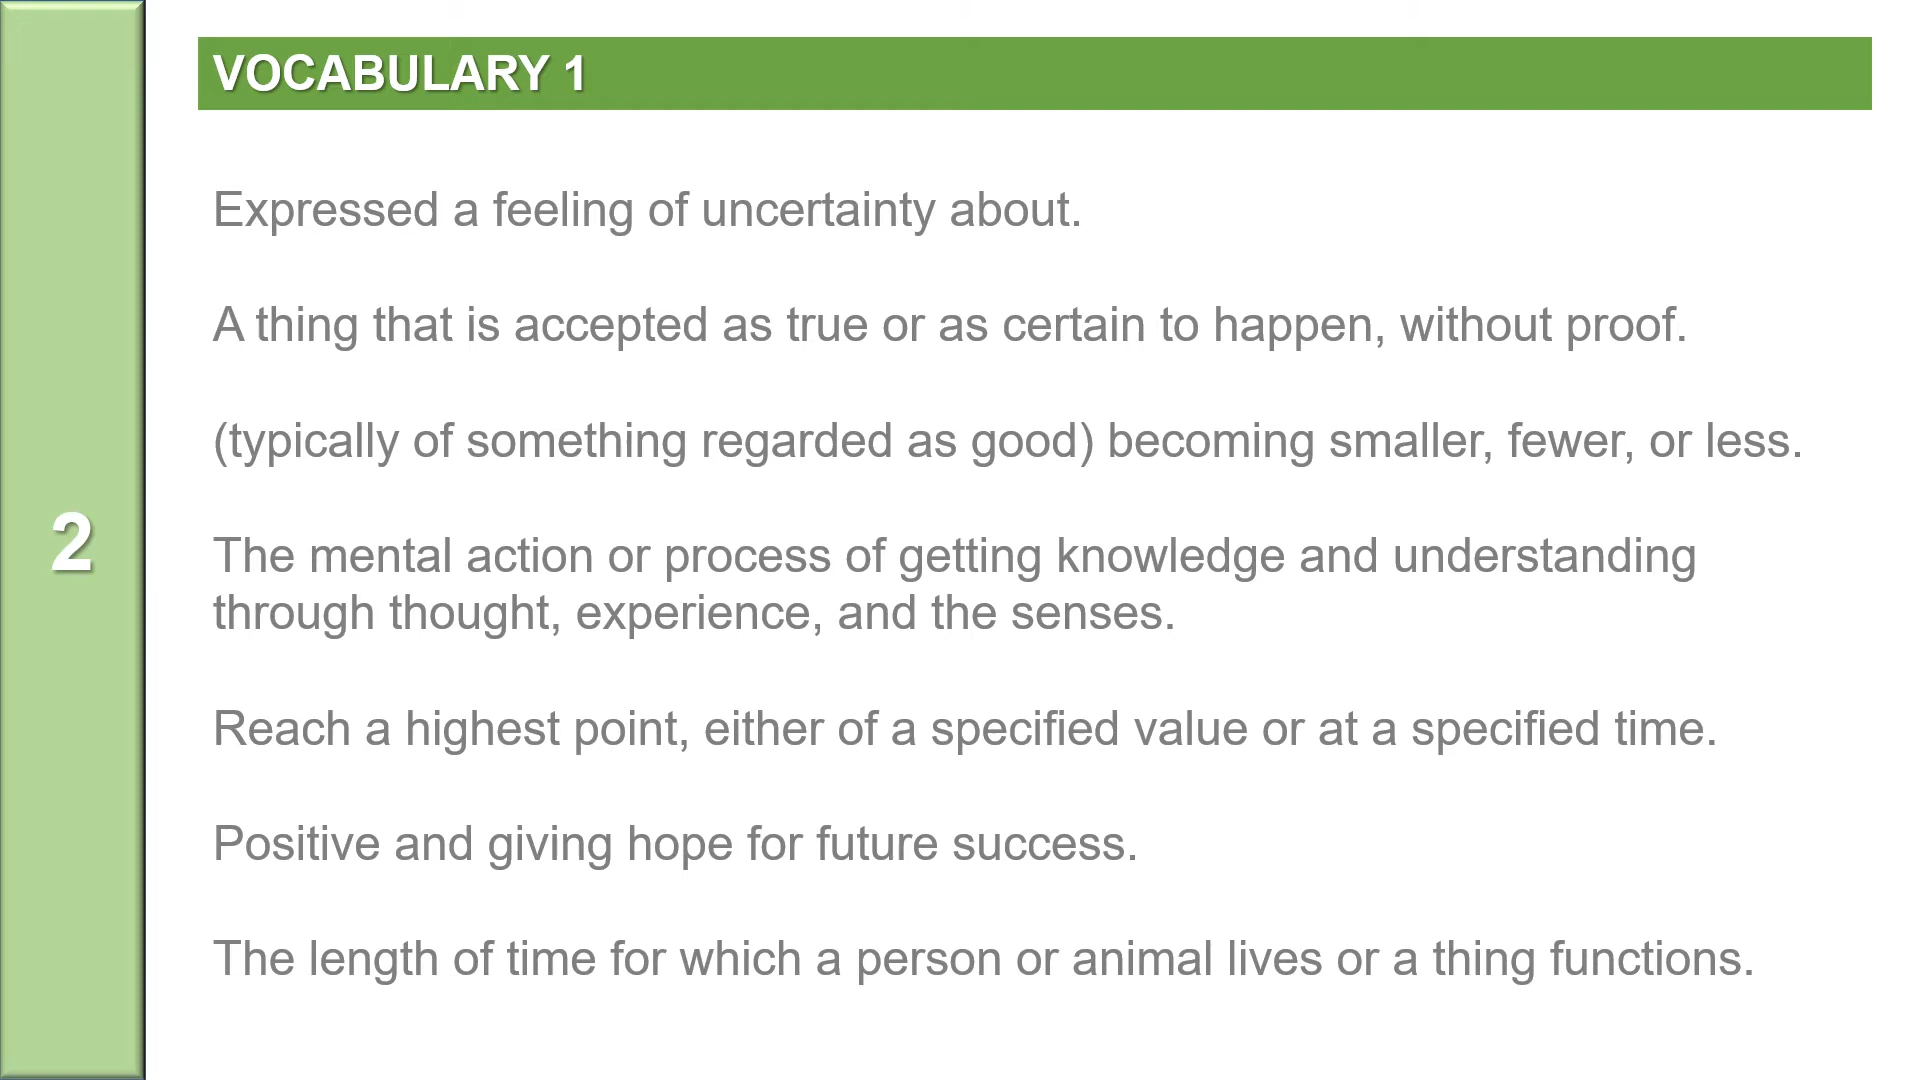 VOCABULARY 1
Expressed a feeling of uncertainty about.
A thing that is accepted as true or as certain to happen, without proof.
(typically of something regarded as good) becoming smaller, fewer, or less.
2
The mental action or process of getting knowledge and understanding
through thought, experience, and the senses.
Reach a highest point, either of a specified value or at a specified time.
Positive and giving hope for future success.
The length of time for which a person or animal lives or a thing functions.